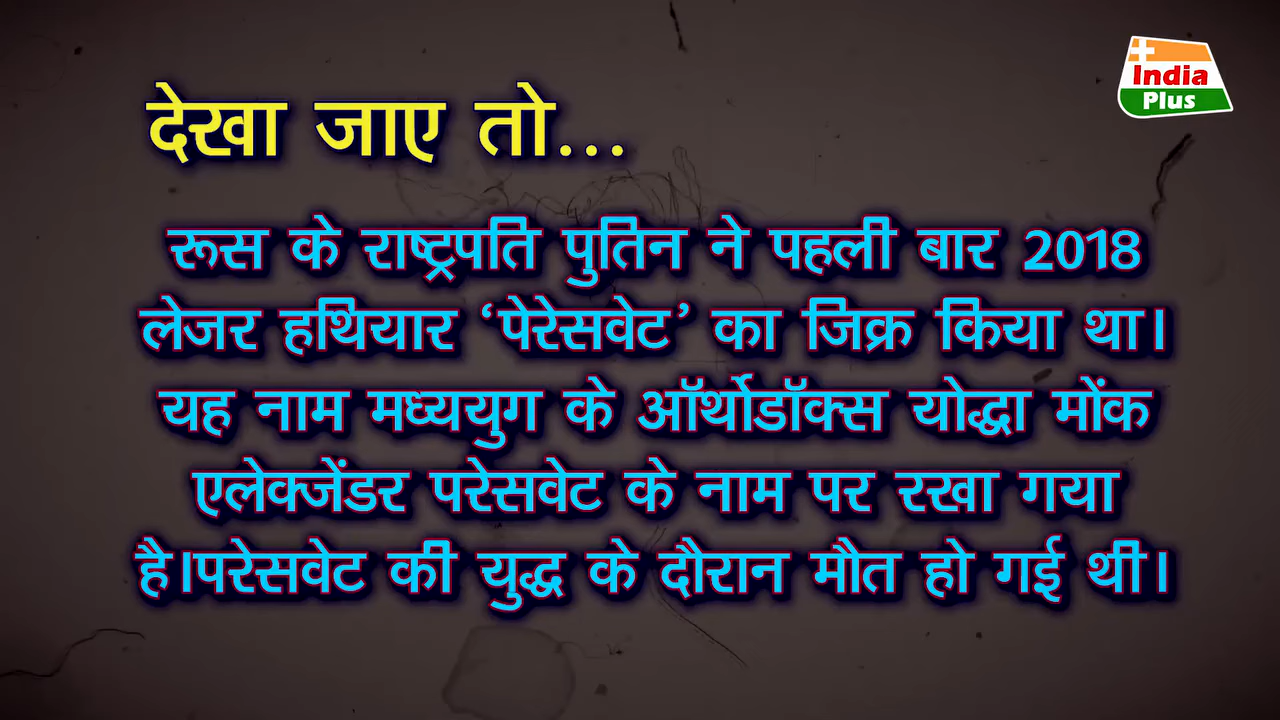 India
Plus
देखा जाए तो...
रूस के राष्ट्रपति पुतिन ने पहली बार 2018
लेजर हथियार ‘पेरेसवेट’ का जिक्र किया था।
यह नाम मध्ययुग के ऑर्थोडॉक्स योद्धा मोंक
एलेक्जेंडर परेसवेट के नाम पर रखा गया
है।परेसवेट की युद्ध के दौरान मौत हो गई थी।